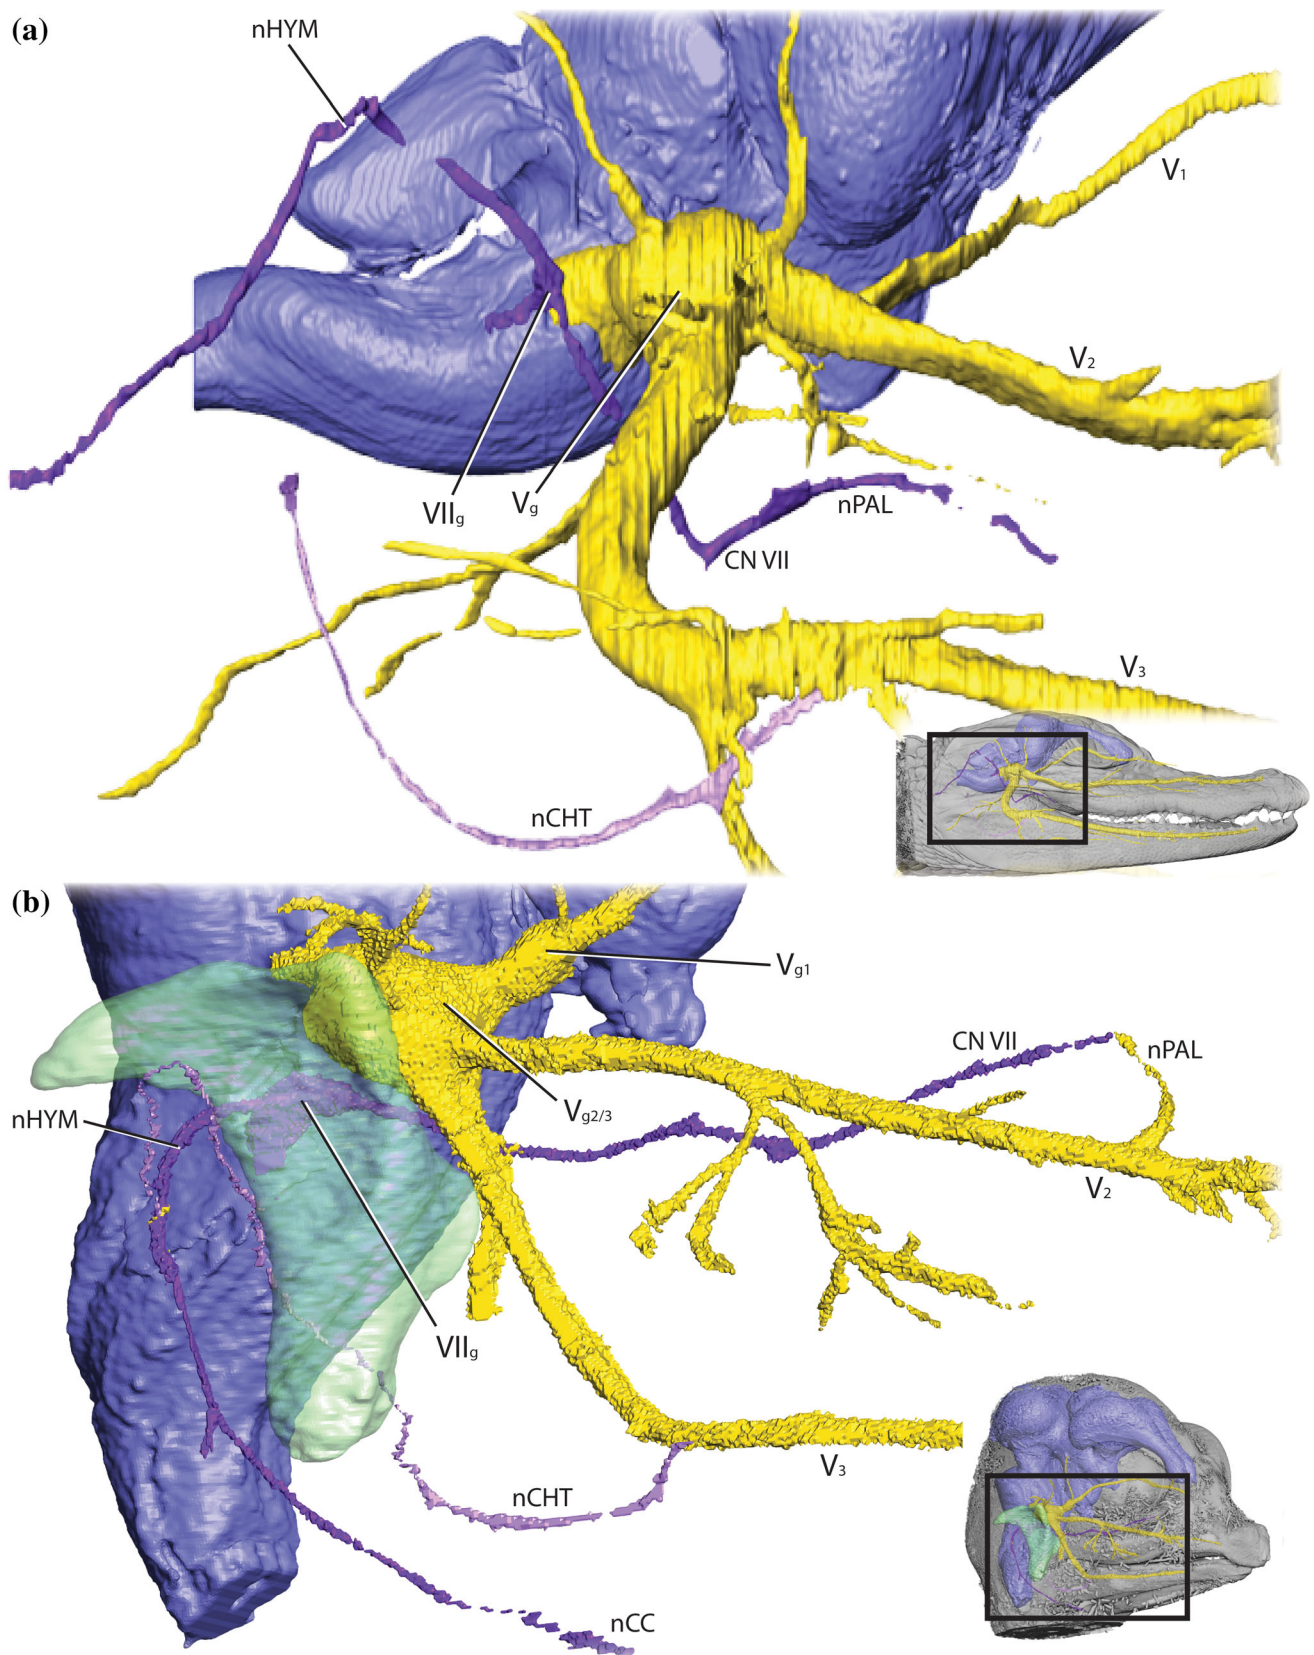 (a)
nHYM
V1
V2
VIIg
Vg
nPAL
CN VII
V3
nCHT
(b)
Vg1
CN VII
nPAL
Vg2/3
nHYM
V2
VIIg
V3
nCHT
nCC